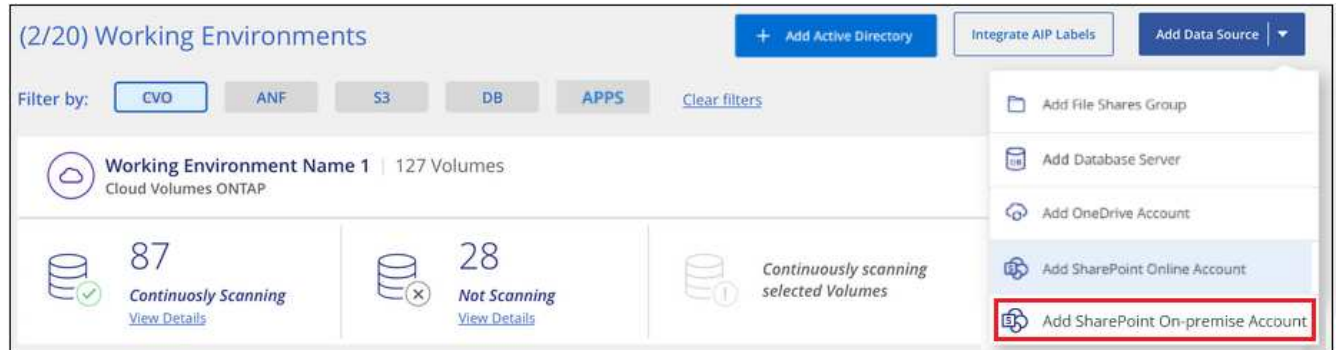 (2/20) Working Environments
+ Add Active Directory
Integrate AIP Labels
Add Data Source
Filter by:
CVO
ANF
S3
DB
APPS
Clear filters
Working Environment Name 1 | 127 Volumes
Cloud Volumes ONTAP
87
Continuosly Scanning
View Details
28
Not Scanning
View Details
Continuously scanning
selected Volumes
Add File Shares Group
DB
Add Database Server
Add OneDrive Account
S
Add SharePoint Online Account
S
Add SharePoint On-premise Account